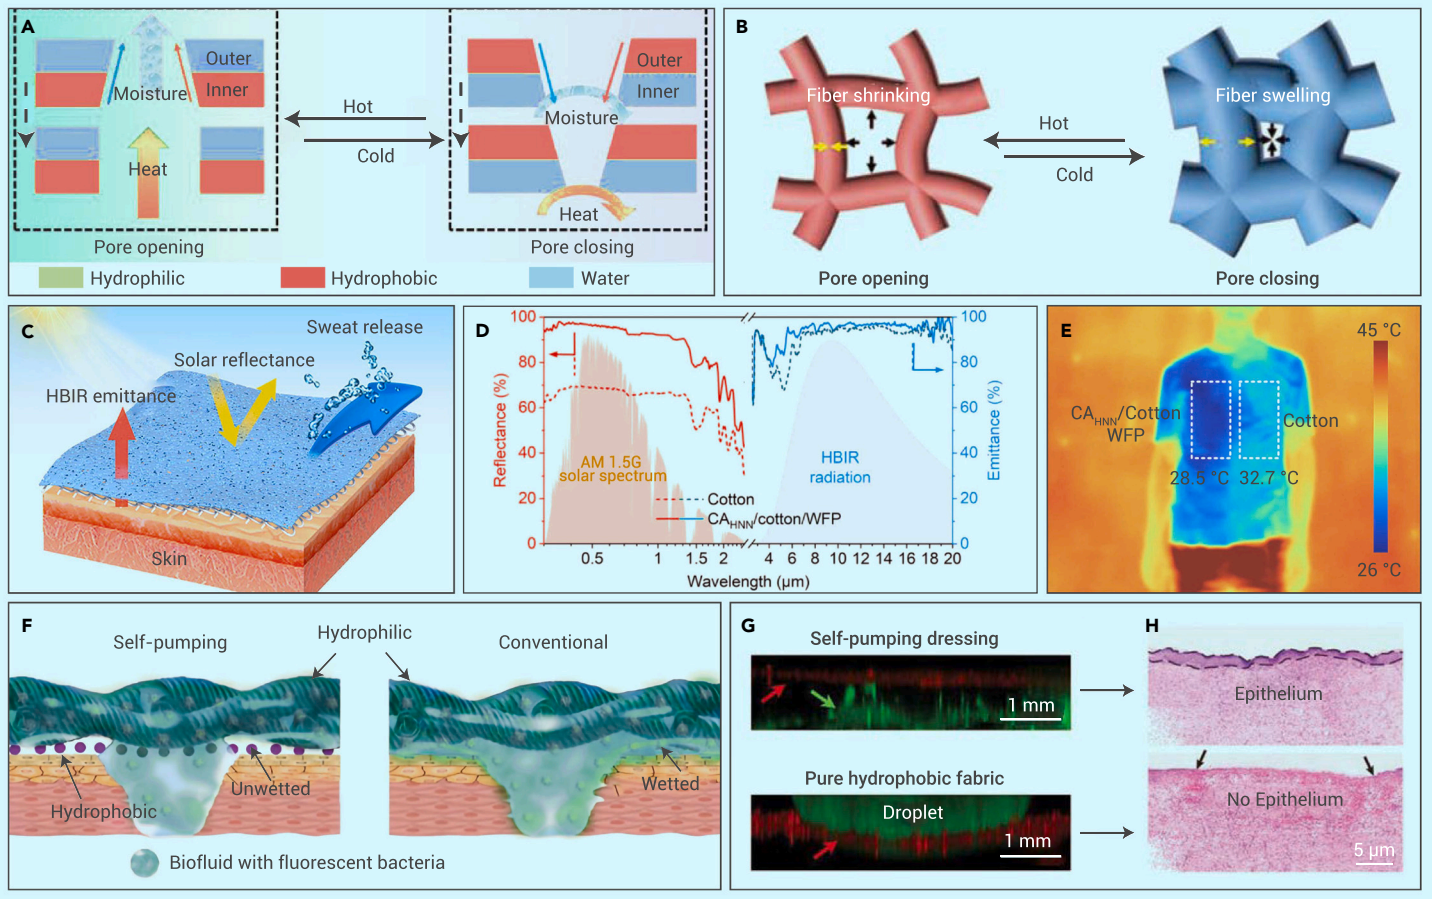 A
Outer
Inner
Moisture
Heat
Pore opening
Hot
Cold
Outer
Inner
Moisture
Heat
Pore closing
Hydrophilic
Hydrophobic
Water
B
Fiber shrinking
Pore opening
Hot
Cold
Fiber swelling
Pore closing
C
Sweat release
Solar reflectance
HBIR emittance
Skin
D
Reflectance (%)
100
80
60
40
20
0
AM 1.5G
solar spectrum
HBIR
radiation
Cotton
CAHNN/cotton/WFP
0.5
1
1.5
2
4
6
8
10
12
14
16
18
20
Wavelength (μm)
100
80
60
40
20
0
Emittance (%)
E
45 °C
CAHNN/Cotton
WFP
Cotton
28.5 °C
32.7 °C
26 °C
F
Self-pumping
Hydrophilic
Conventional
Hydrophobic
Unwetted
Wetted
Biofluid with fluorescent bacteria
G
Self-pumping dressing
1 mm
Pure hydrophobic fabric
Droplet
1 mm
H
Epithelium
No Epithelium
5 μm